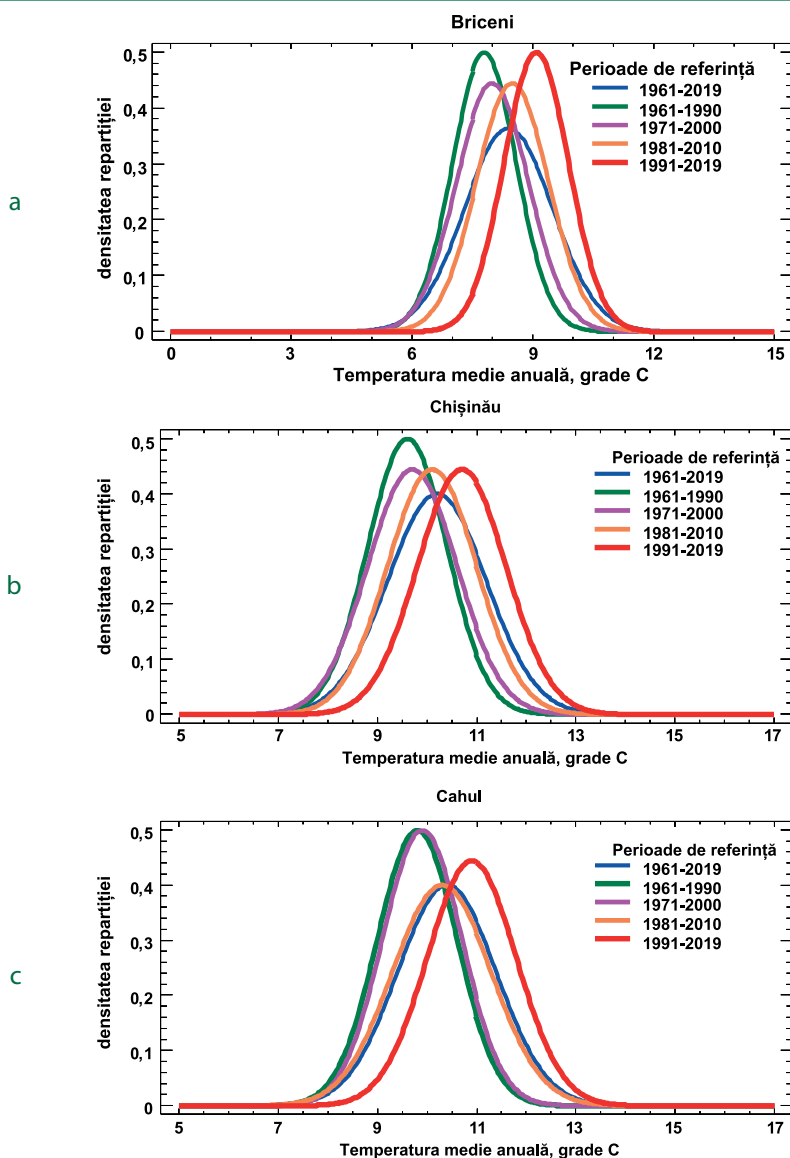 Briceni
a
densitatea repartiției
0,5
0,4
0,3
0,2
0,1
0
Perioade de referință
1961-2019
1961-1990
1971-2000
1981-2010
1991-2019
0 3 6 9 12 15
Temperatura medie anuală, grade C
Chișinău
b
densitatea repartiției
0,5
0,4
0,3
0,2
0,1
0
Perioade de referință
1961-2019
1961-1990
1971-2000
1981-2010
1991-2019
5 7 9 11 13 15 17
Temperatura medie anuală, grade C
Cahul
c
densitatea repartiției
0,5
0,4
0,3
0,2
0,1
0
Perioade de referință
1961-2019
1961-1990
1971-2000
1981-2010
1991-2019
5 7 9 11 13 15 17
Temperatura medie anuală, grade C